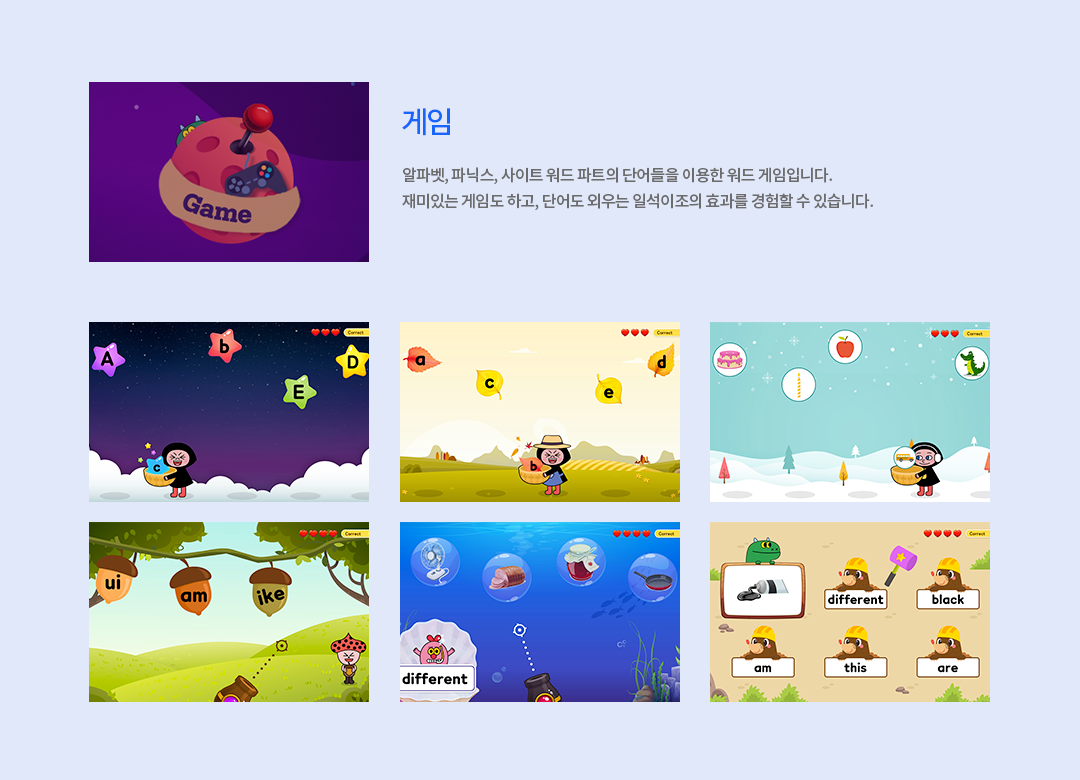 Game
게임
알파벳, 파닉스, 사이트 워드 파트의 단어들을 이용한 워드 게임입니다.
재미있는 게임도 하고, 단어도 외우는 일석이조의 효과를 경험할 수 있습니다.
Correct
A
b
D
E
c
Correct
a
c
d
e
b
Correct
Correct
ui
am
ike
Correct
different
Correct
different
black
am
this
are